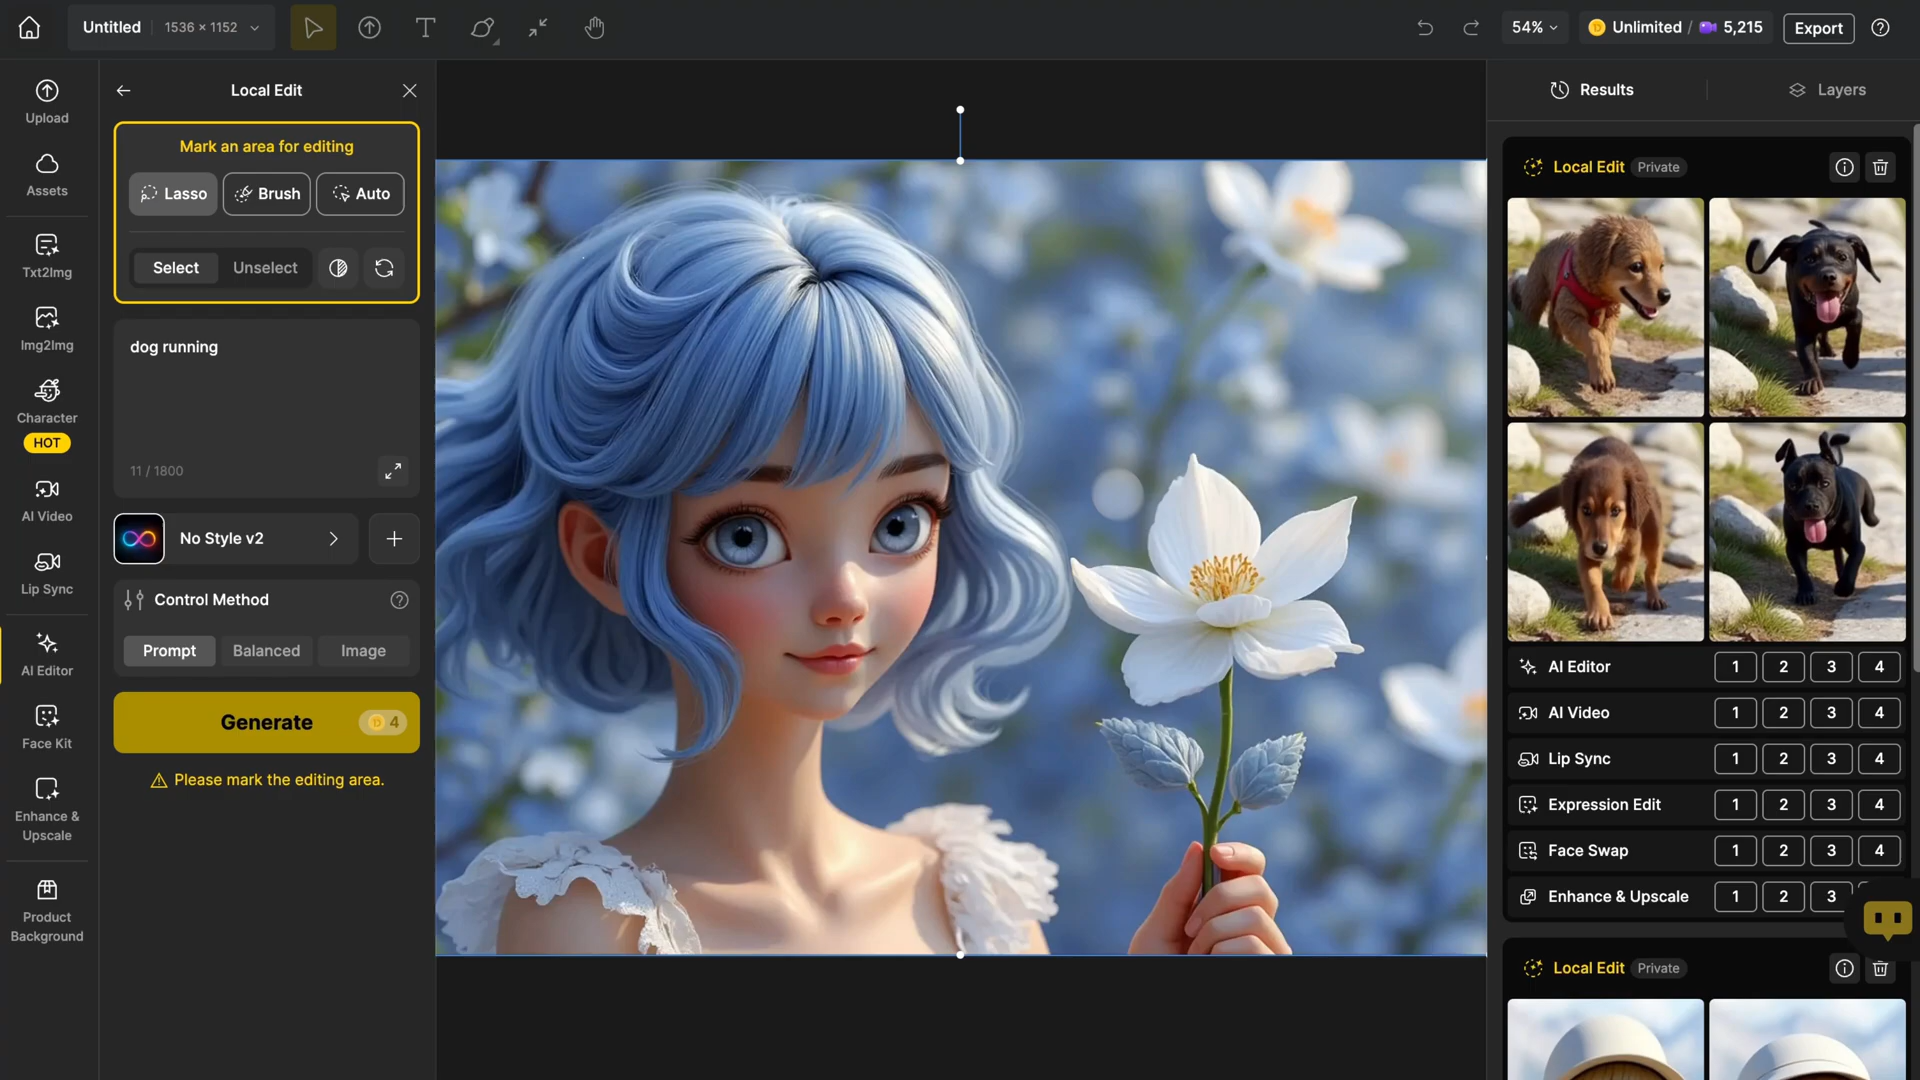 Untitled 1536 × 1152 54% Unlimited / 5,215 Export
Upload
Assets
Txt2Img
Img2Img
Character
HOT
AI Video
Lip Sync
AI Editor
Face Kit
Enhance &
Upscale
Product
Background
Local Edit
Mark an area for editing
Lasso Brush Auto
Select Unselect
dog running
11 / 1800
No Style v2
Control Method
Prompt Balanced Image
Generate 4
Please mark the editing area.
Results Layers
Local Edit Private
AI Editor 1 2 3 4
AI Video 1 2 3 4
Lip Sync 1 2 3 4
Expression Edit 1 2 3 4
Face Swap 1 2 3 4
Enhance & Upscale 1 2 3
Local Edit Private